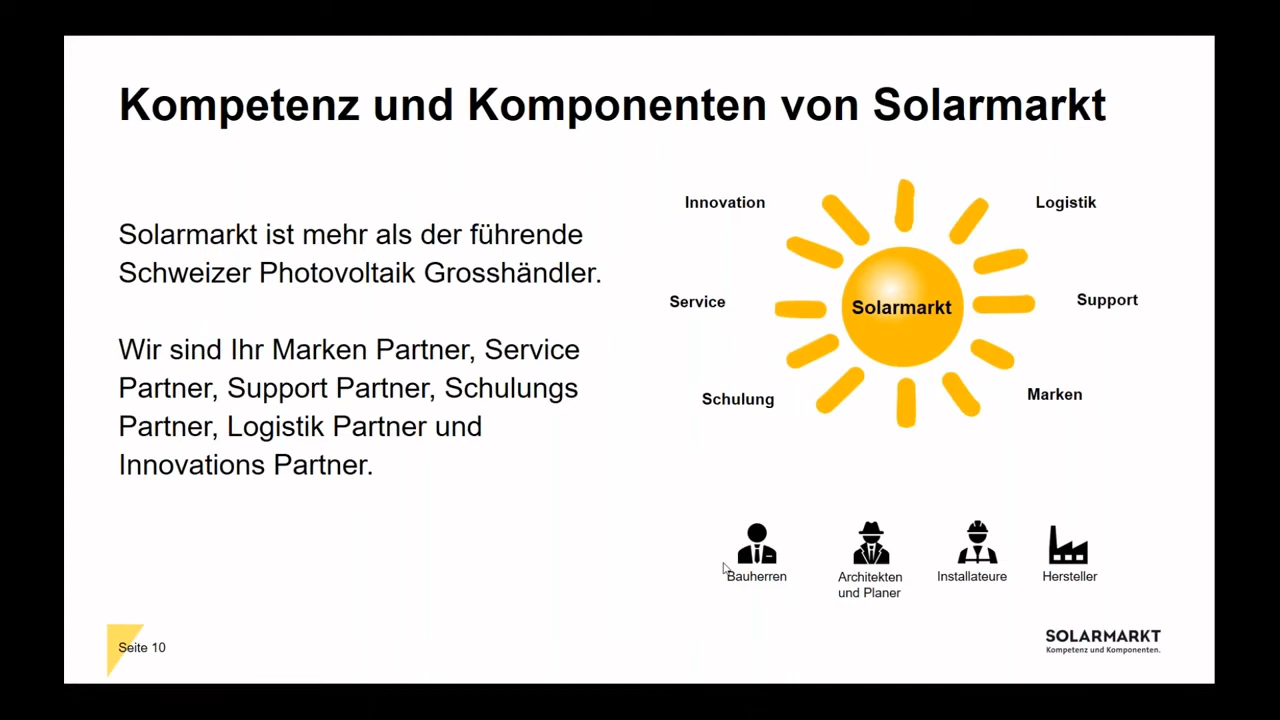 Kompetenz und Komponenten von Solarmarkt
Solarmarkt ist mehr als der führende
Schweizer Photovoltaik Grosshändler.
Wir sind Ihr Marken Partner, Service
Partner, Support Partner, Schulungs
Partner, Logistik Partner und
Innovations Partner.
Innovation
Logistik
Service
Solarmarkt
Support
Schulung
Marken
Bauherren
Architekten
und Planer
Installateure
Hersteller
Seite 10
SOLARMARKT
Kompetenz und Komponenten.